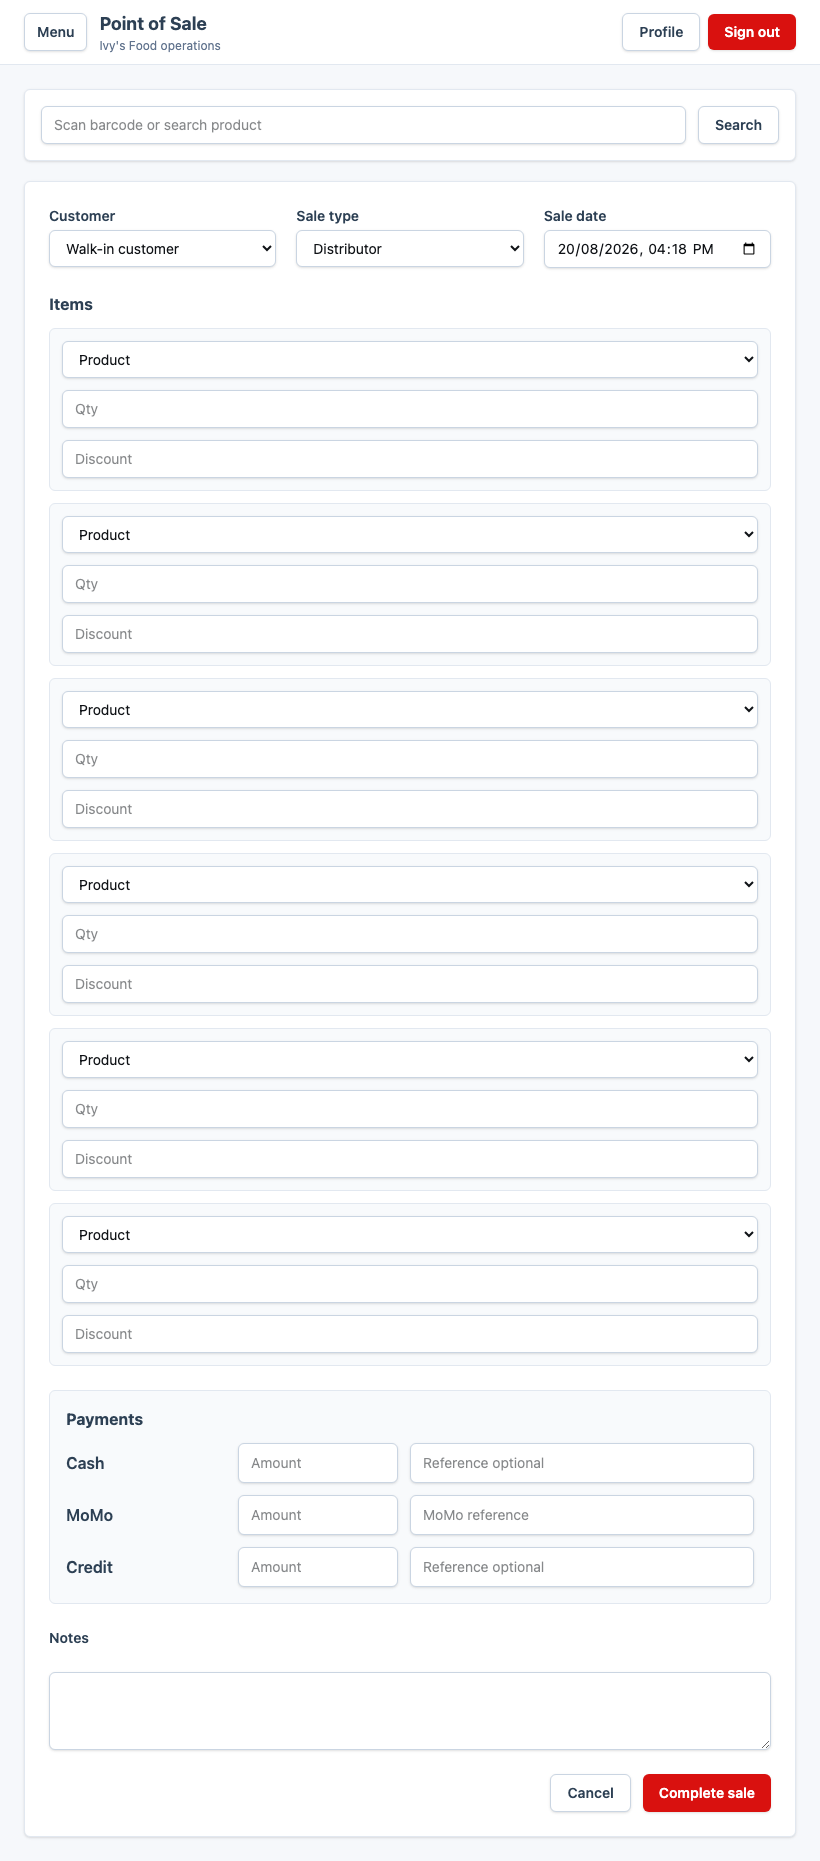 Menu
Point of Sale
Ivy's Food operations
Profile
Sign out
Scan barcode or search product
Search
Customer
Sale type
Sale date
Walk-in customer
Distributor
20/08/2026, 04:18 PM
Items
Product
Qty
Discount
Product
Qty
Discount
Product
Qty
Discount
Product
Qty
Discount
Product
Qty
Discount
Product
Qty
Discount
Payments
Cash
Amount
Reference optional
MoMo
Amount
MoMo reference
Credit
Amount
Reference optional
Notes
Cancel
Complete sale